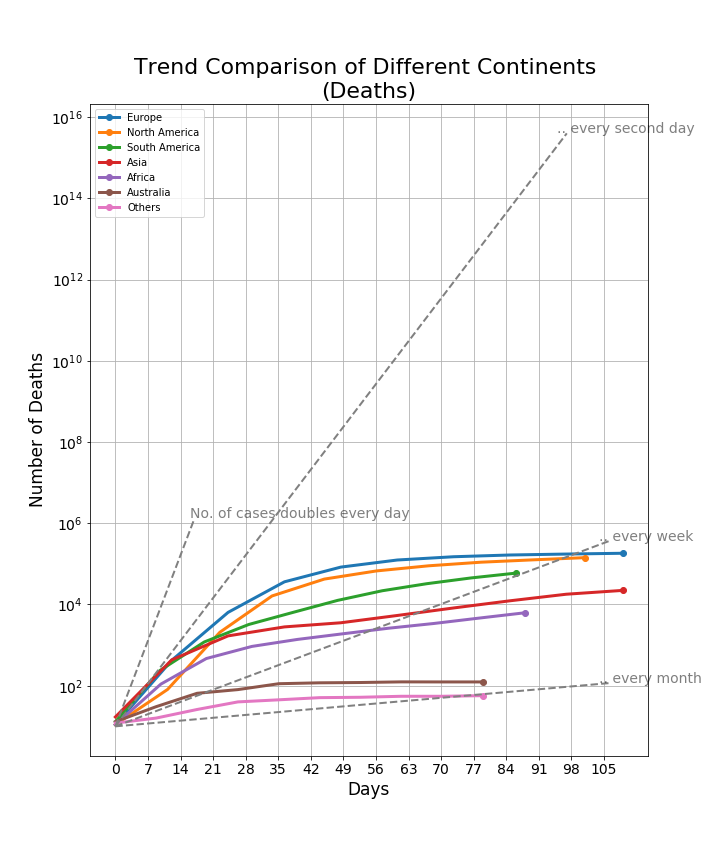 Trend Comparison of Different Continents
(Deaths)
Europe
North America
South America
Asia
Africa
Australia
Others
10^16
10^14
10^12
10^10
10^8
10^6
10^4
10^2
Number of Deaths
.. every second day
No. of cases doubles every day
.. every week
.. every month
0 7 14 21 28 35 42 49 56 63 70 77 84 91 98 105
Days